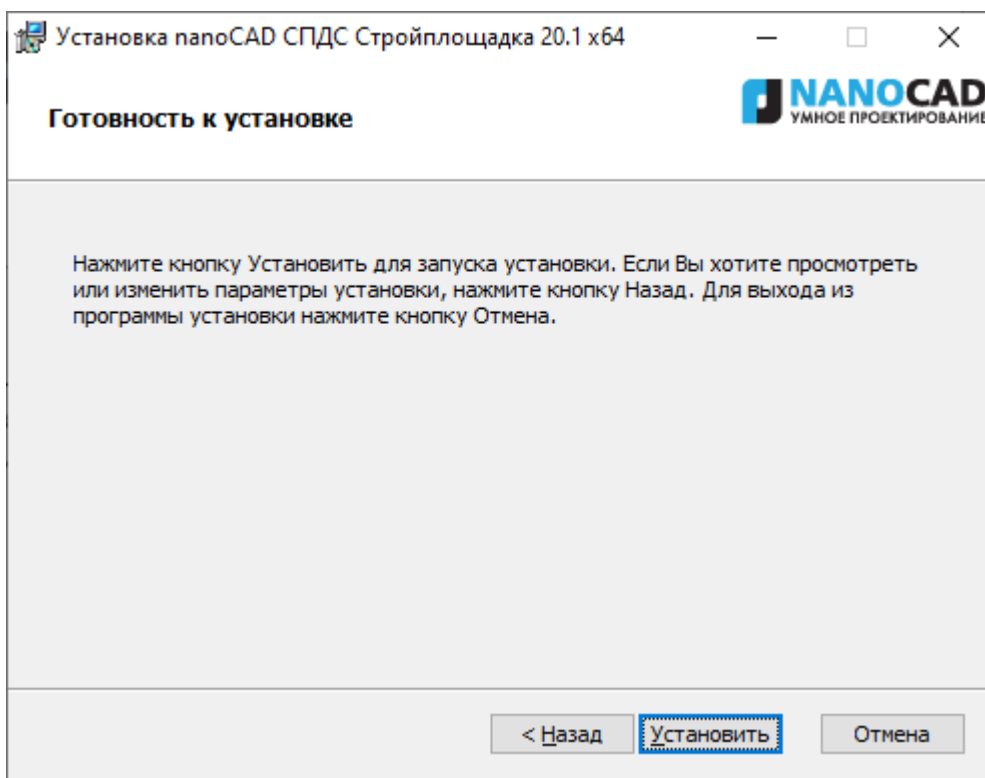 Установка nanoCAD СПДС Стройплощадка 20.1 x64
Готовность к установке
NANOCAD
УМНОЕ ПРОЕКТИРОВАНИЕ
Нажмите кнопку Установить для запуска установки. Если Вы хотите просмотреть
или изменить параметры установки, нажмите кнопку Назад. Для выхода из
программы установки нажмите кнопку Отмена.
< Назад Установить Отмена